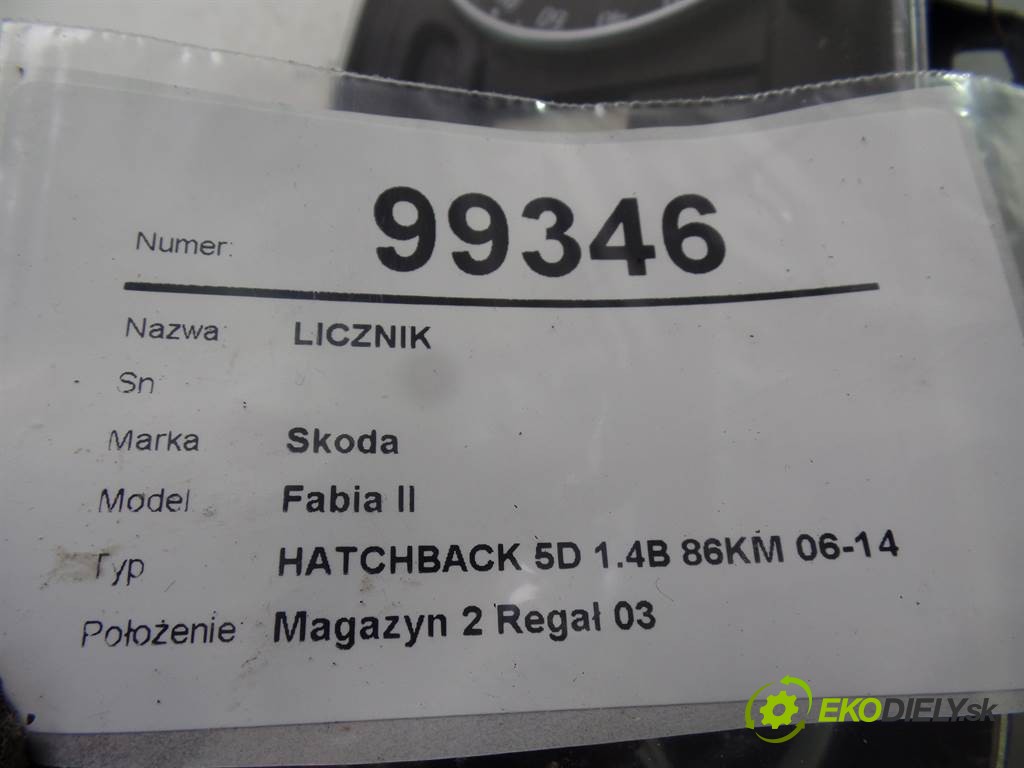 Numer: 99346
Nazwa: LICZNIK
Sn
Marka Skoda
Model Fabia II
Typ HATCHBACK 5D 1.4B 86KM 06-14
Położenie Magazyn 2 Regał 03
EKODIELY.sk